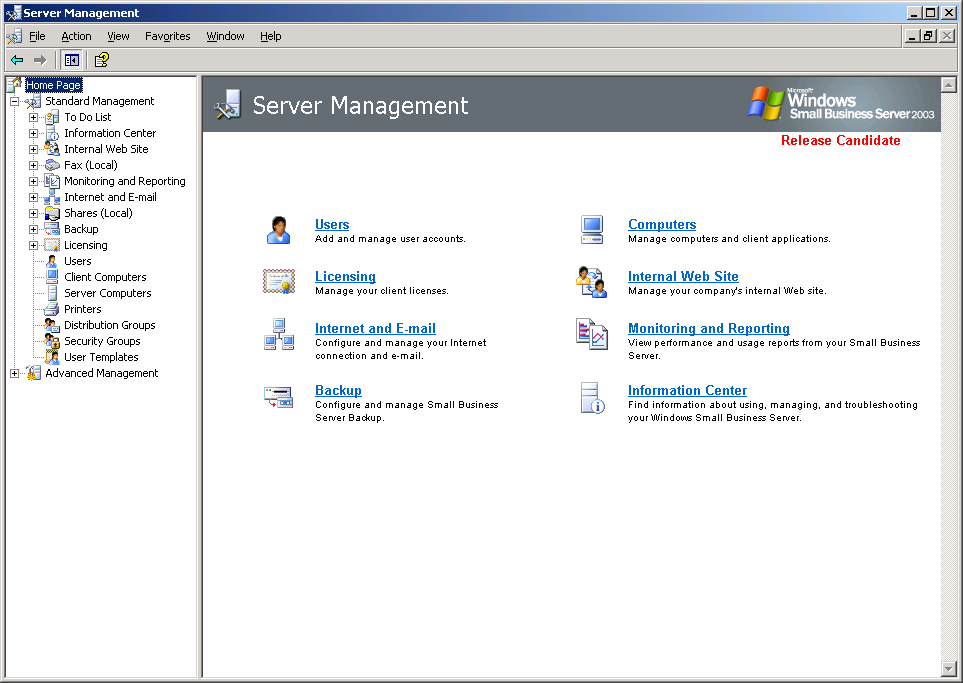 Server Management
File Action View Favorites Window Help
Home Page
Standard Management
To Do List
Information Center
Internal Web Site
Fax (Local)
Monitoring and Reporting
Internet and E-mail
Shares (Local)
Backup
Licensing
Users
Client Computers
Server Computers
Printers
Distribution Groups
Security Groups
User Templates
Advanced Management
Server Management
Microsoft
Windows
Small Business Server 2003
Release Candidate
Users
Add and manage user accounts.
Licensing
Manage your client licenses.
Internet and E-mail
Configure and manage your Internet
connection and e-mail.
Backup
Configure and manage Small Business
Server Backup.
Computers
Manage computers and client applications.
Internal Web Site
Manage your company's internal Web site.
Monitoring and Reporting
View performance and usage reports from your Small Business
Server.
Information Center
Find information about using, managing, and troubleshooting
your Windows Small Business Server.